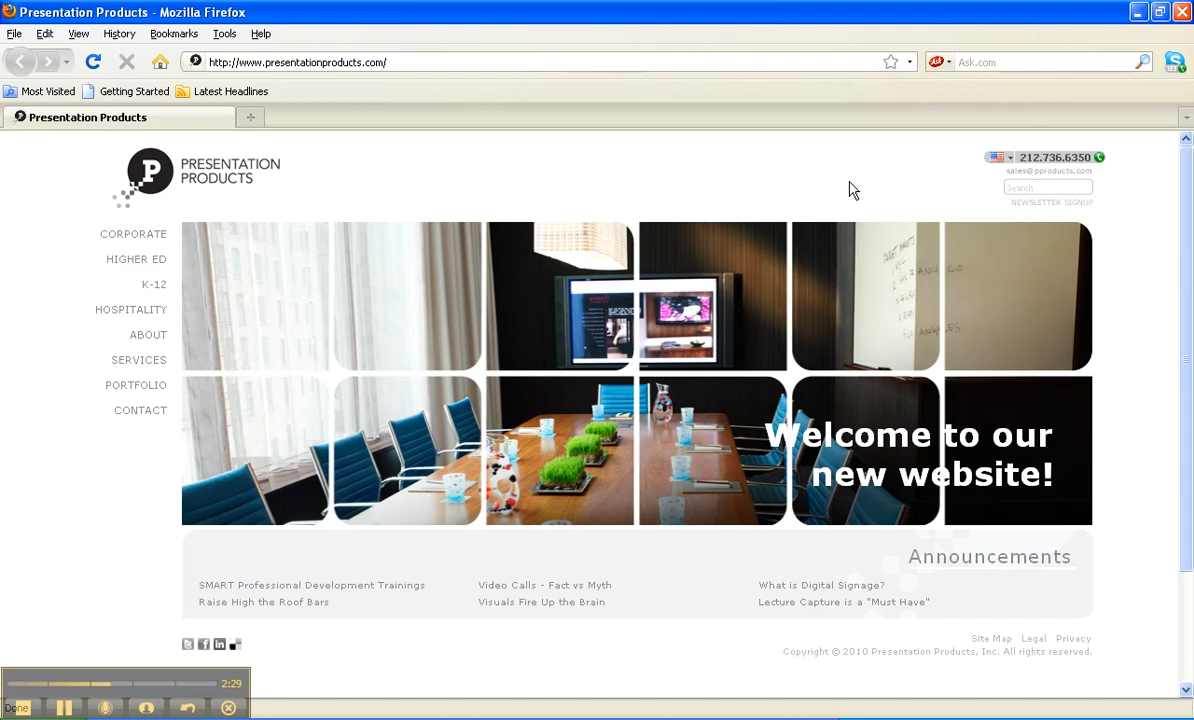 Presentation Products - Mozilla Firefox
File Edit View History Bookmarks Tools Help
http://www.presentationproducts.com/
Ask Ask.com
Most Visited Getting Started Latest Headlines
Presentation Products
P PRESENTATION
PRODUCTS
212.736.6350
sales@pproducts.com
Search
NEWSLETTER SIGNUP
CORPORATE
HIGHER ED
K-12
HOSPITALITY
ABOUT
SERVICES
PORTFOLIO
CONTACT
Welcome to our
new website!
Announcements
SMART Professional Development Trainings Video Calls - Fact vs Myth What is Digital Signage?
Raise High the Roof Bars Visuals Fire Up the Brain Lecture Capture is a "Must Have"
Site Map Legal Privacy
Copyright © 2010 Presentation Products, Inc. All rights reserved.
2:29
Done